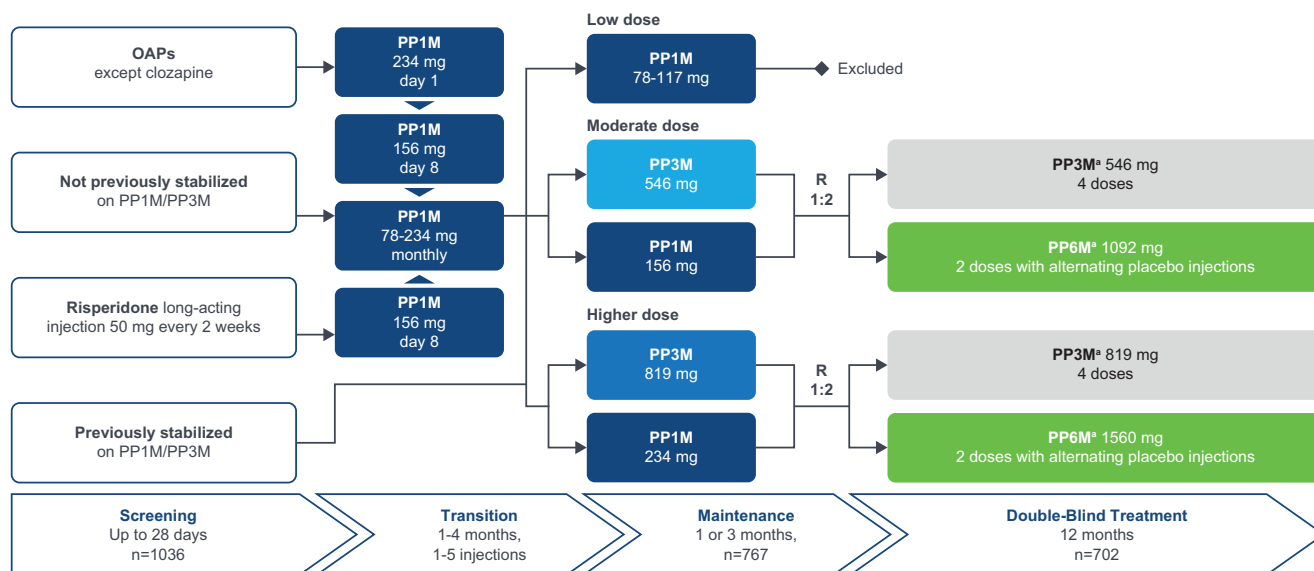 OAPs
except clozapine
Not previously stabilized
on PP1M/PP3M
Risperidone long-acting
injection 50 mg every 2 weeks
Previously stabilized
on PP1M/PP3M
PP1M
234 mg
day 1
PP1M
156 mg
day 8
PP1M
78-234 mg
monthly
PP1M
156 mg
day 8
Low dose
PP1M
78-117 mg
Excluded
Moderate dose
PP3M
546 mg
PP1M
156 mg
R
1:2
PP3Mᵃ 546 mg
4 doses
PP6Mᵃ 1092 mg
2 doses with alternating placebo injections
Higher dose
PP3M
819 mg
PP1M
234 mg
R
1:2
PP3Mᵃ 819 mg
4 doses
PP6Mᵃ 1560 mg
2 doses with alternating placebo injections
Screening
Up to 28 days
n=1036
Transition
1-4 months,
1-5 injections
Maintenance
1 or 3 months,
n=767
Double-Blind Treatment
12 months
n=702